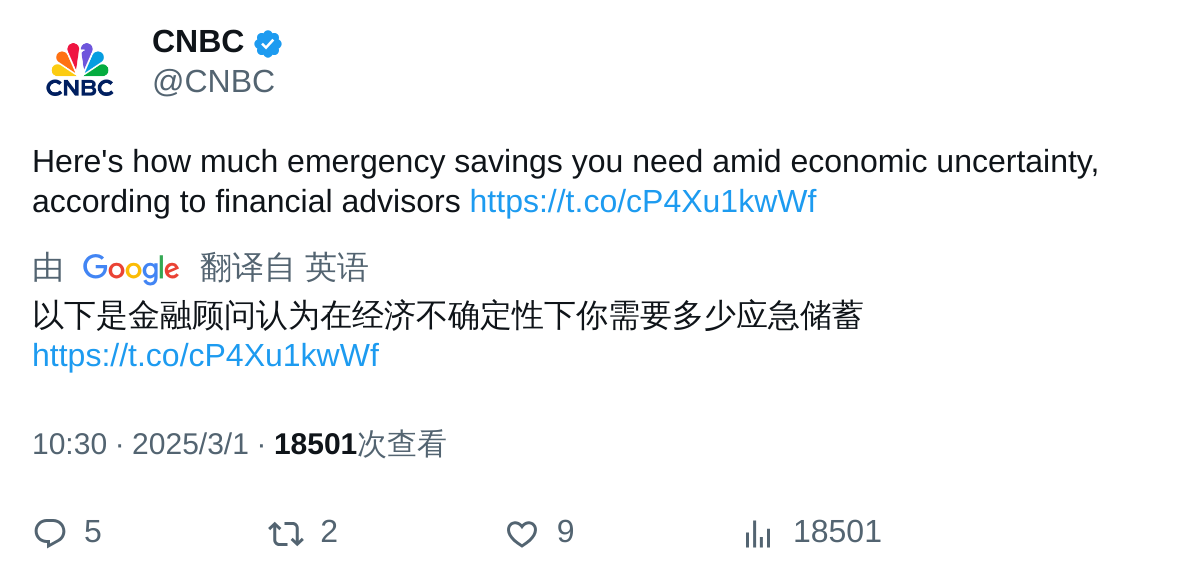 CNBC
CNBC
@CNBC
Here's how much emergency savings you need amid economic uncertainty,
according to financial advisors https://t.co/cP4Xu1kwWf
由 Google 翻译自 英语
以下是金融顾问认为在经济不确定性下你需要多少应急储蓄
https://t.co/cP4Xu1kwWf
10:30 · 2025/3/1 · 18501次查看
5 2 9 18501